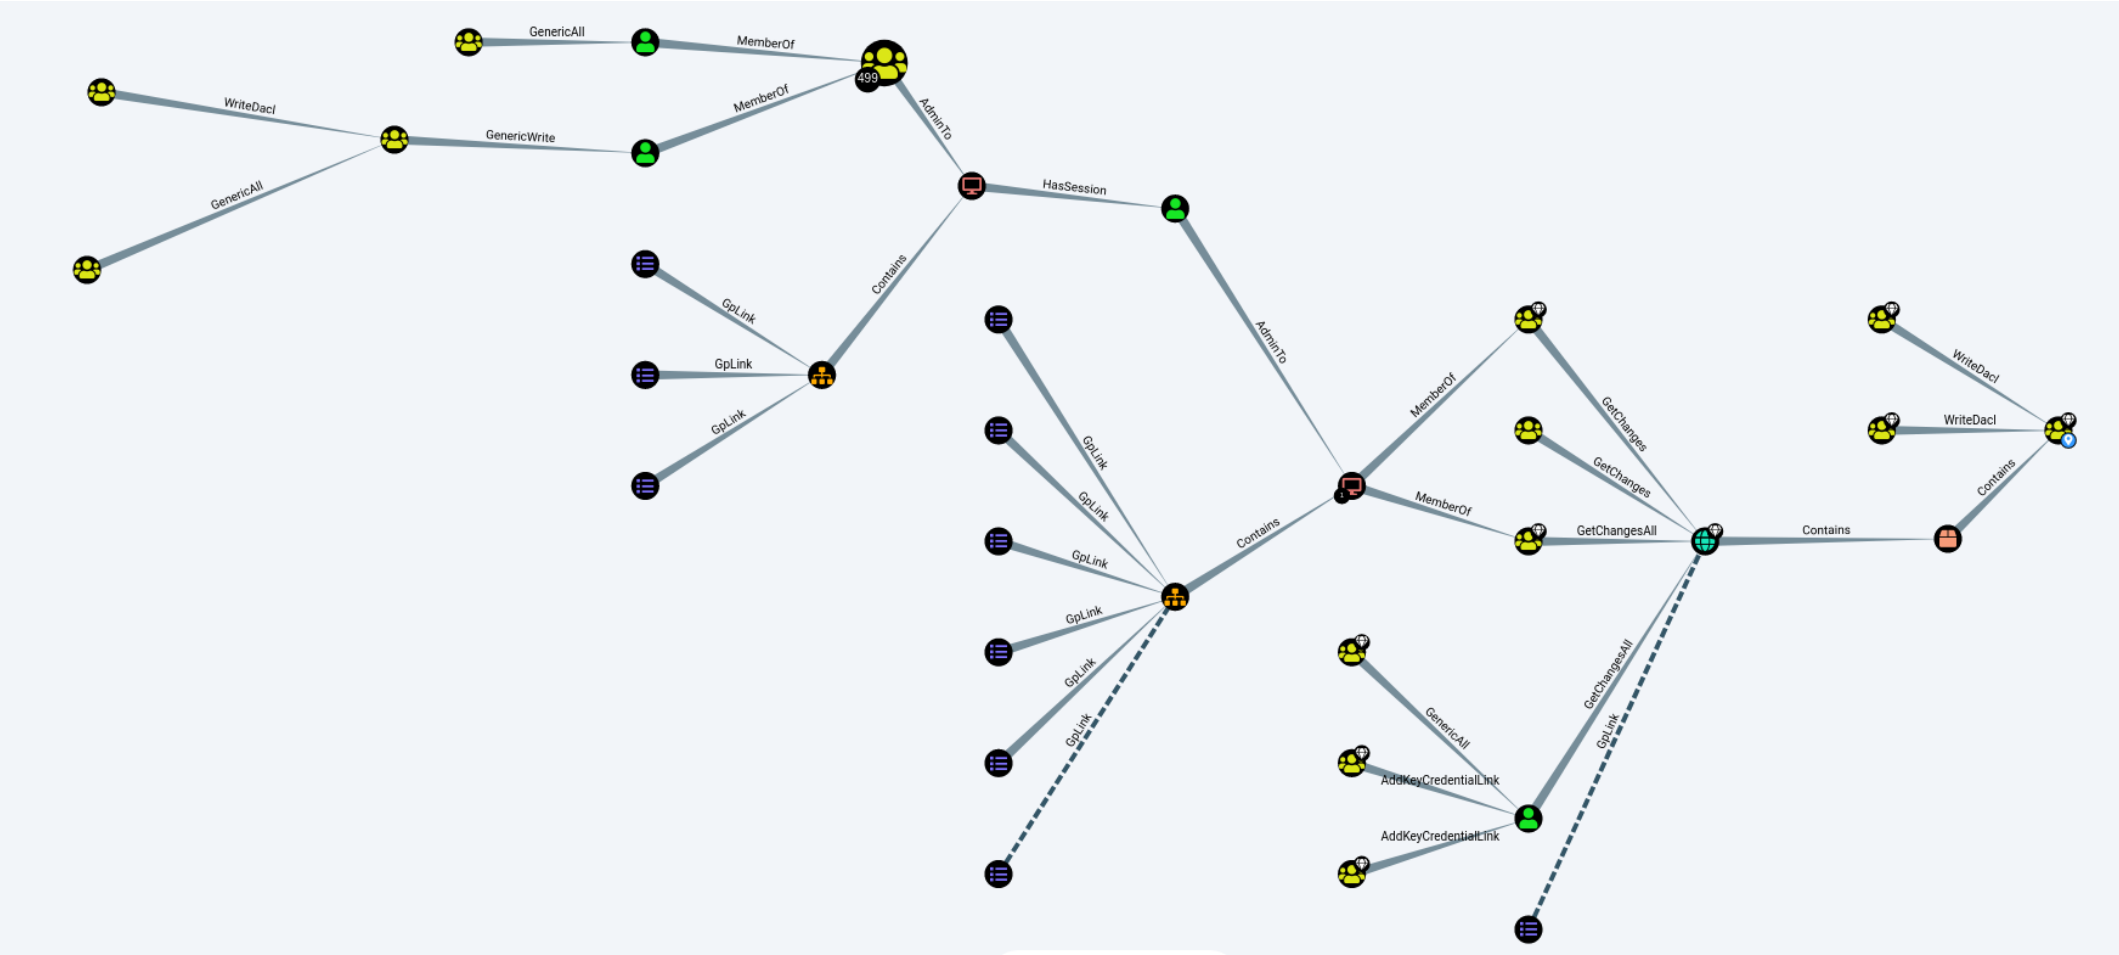 GenericAll
MemberOf
499
WriteDacl
MemberOf
AdminTo
GenericWrite
GenericAll
HasSession
Contains
GpLink
GpLink
GpLink
AdminTo
GpLink
GpLink
GpLink
GpLink
GpLink
GpLink
Contains
1
MemberOf
MemberOf
GetChanges
GetChanges
GetChangesAll
Contains
WriteDacl
WriteDacl
Contains
GetChangesAll
GpLink
GenericAll
AddKeyCredentialLink
AddKeyCredentialLink